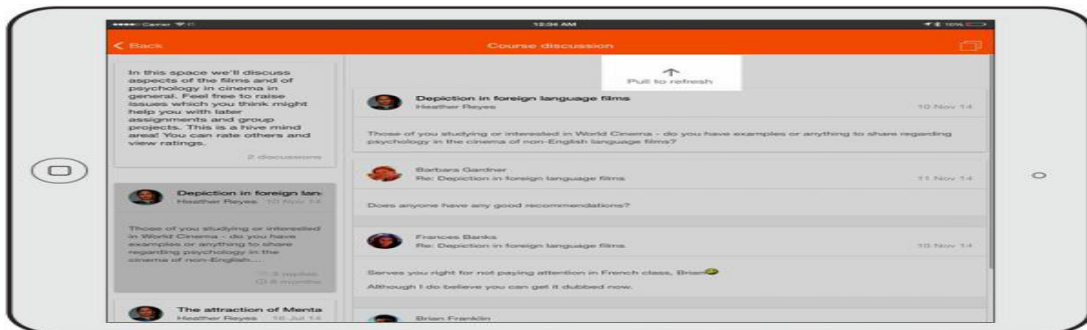 Carrier 12:34 AM 10%
Back Course discussion
In this space we'll discuss
aspects of the films and of
psychology in cinema in
general. Feel free to raise
issues which you think might
help you with later
assignments and group
projects. This is a hive mind
area! You can rate others and
view ratings.
2 discussions
Depiction in foreign lan
Heather Reyes 10 Nov 14
Those of you studying or interested
in World Cinema - do you have
examples or anything to share
regarding psychology in the
cinema of non-English...
replies
months
The attraction of Menta
Heather Reyes 16 Jul 14
Pull to refresh
Depiction in foreign language films
Heather Reyes 10 Nov 14
Those of you studying or interested in World Cinema - do you have examples or anything to share regarding
psychology in the cinema of non-English language films?
Barbara Gardner
Re: Depiction in foreign language films 11 Nov 14
Does anyone have any good recommendations?
Frances Banks
Re: Depiction in foreign language films 10 Nov 14
Serves you right for not paying attention in French class, Brian
Although I do believe you can get it dubbed now.
Brian Franklin